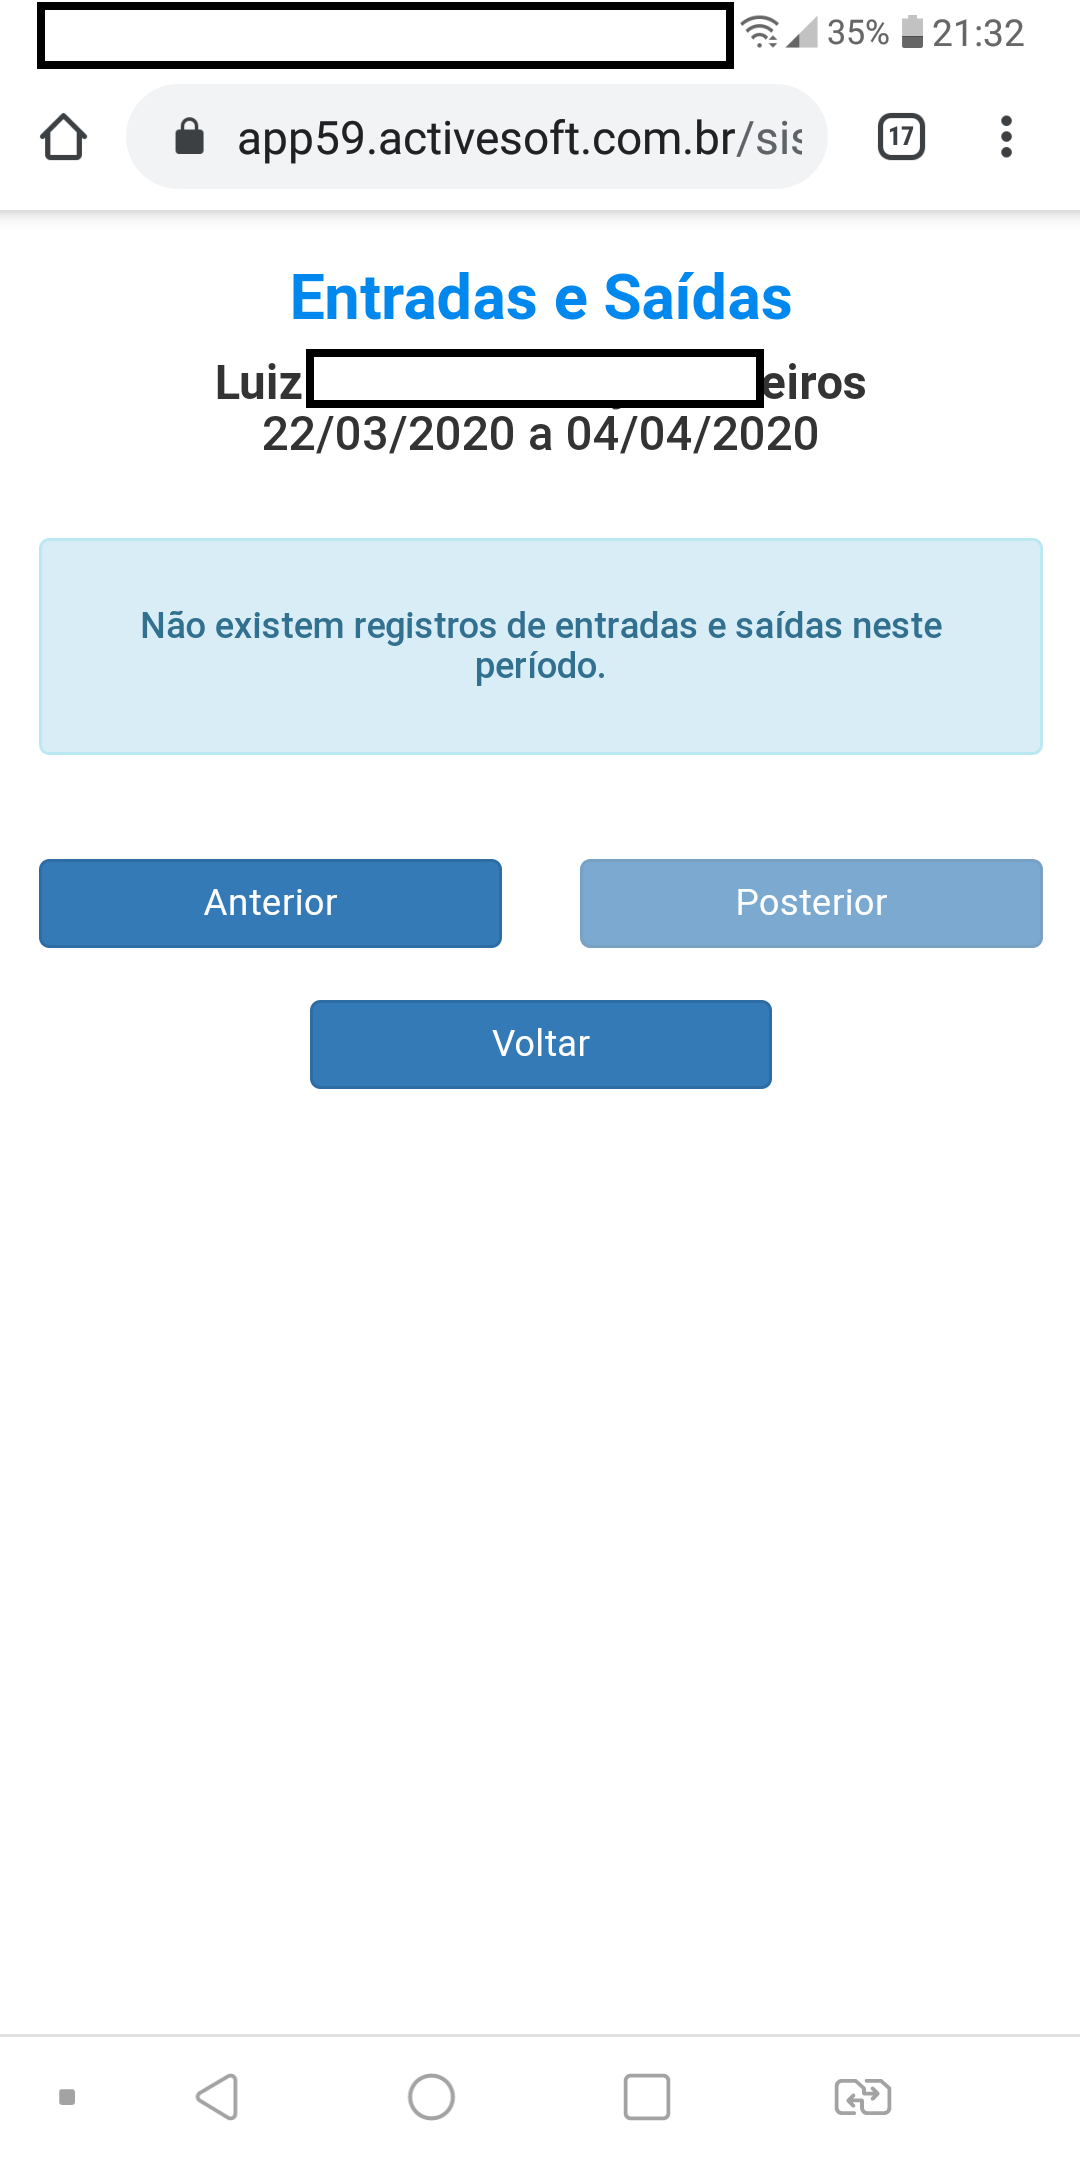 35% 21:32
app59.activesoft.com.br/sis
17
Entradas e Saídas
Luiz eiros
22/03/2020 a 04/04/2020
Não existem registros de entradas e saídas neste
período.
Anterior Posterior
Voltar